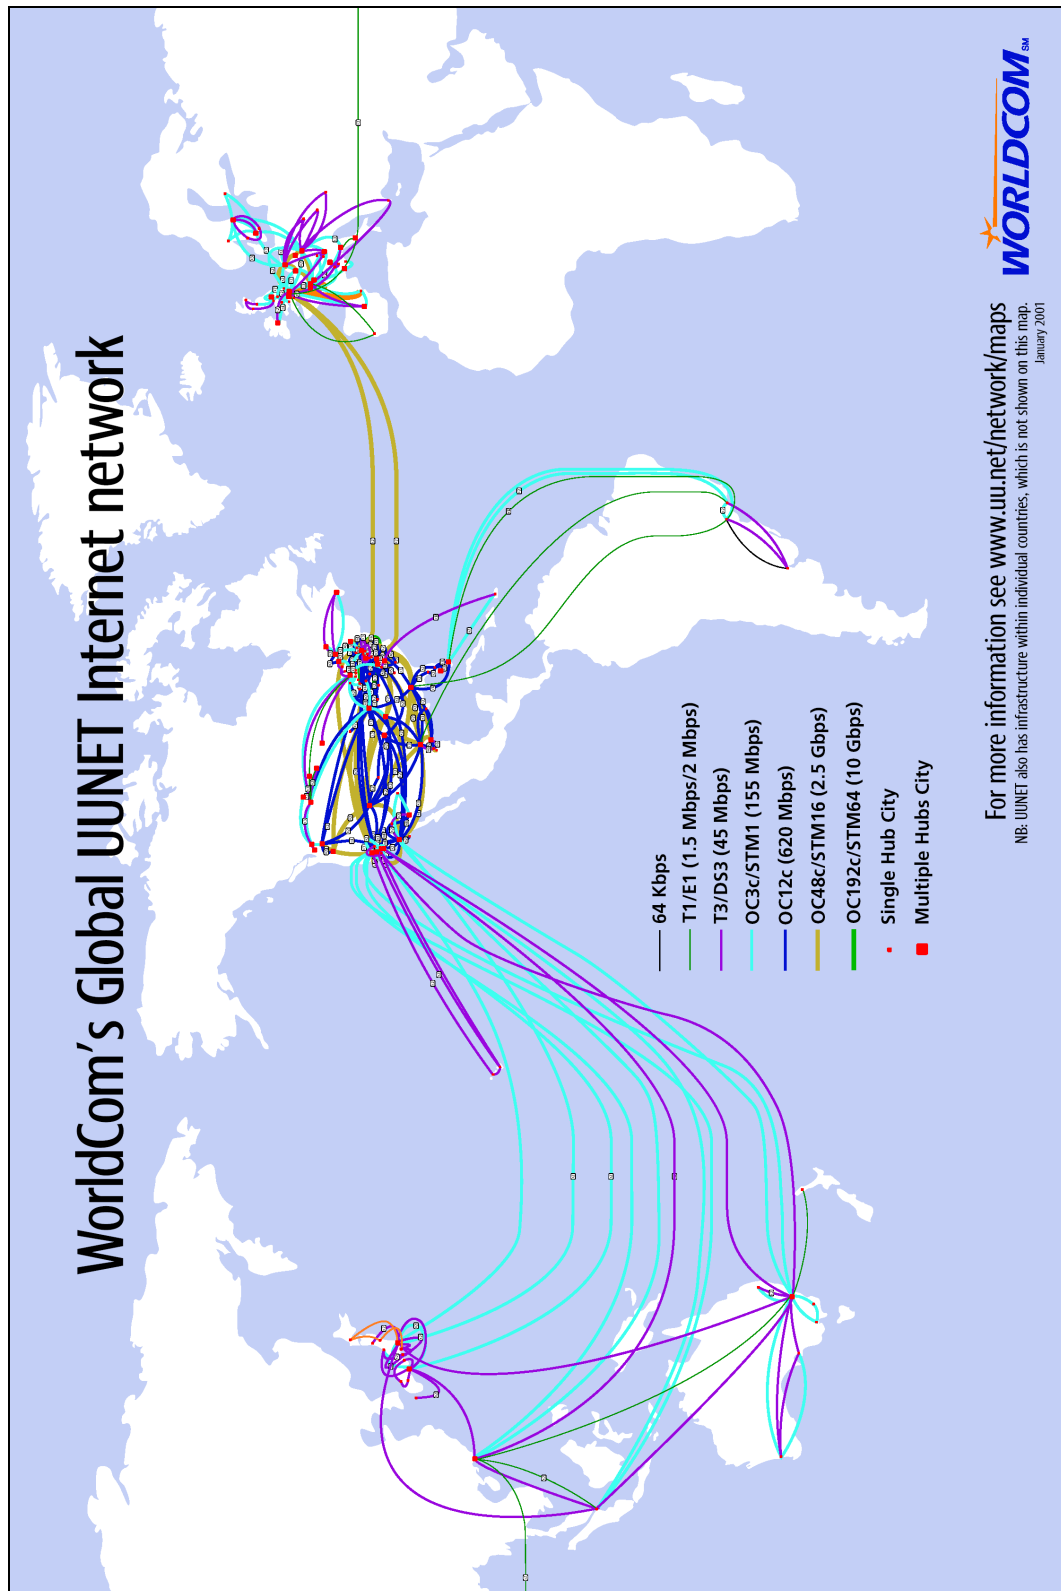 WorldCom's Global UUNET Internet network
64 Kbps
T1/E1 (1.5 Mbps/2 Mbps)
T3/DS3 (45 Mbps)
OC3c/STM1 (155 Mbps)
OC12c (620 Mbps)
OC48c/STM16 (2.5 Gbps)
OC192c/STM64 (10 Gbps)
Single Hub City
Multiple Hubs City
For more information see www.uu.net/network/maps
NB: UUNET also has infrastructure within individual countries, which is not shown on this map.
January 2001
WORLDCOM SM